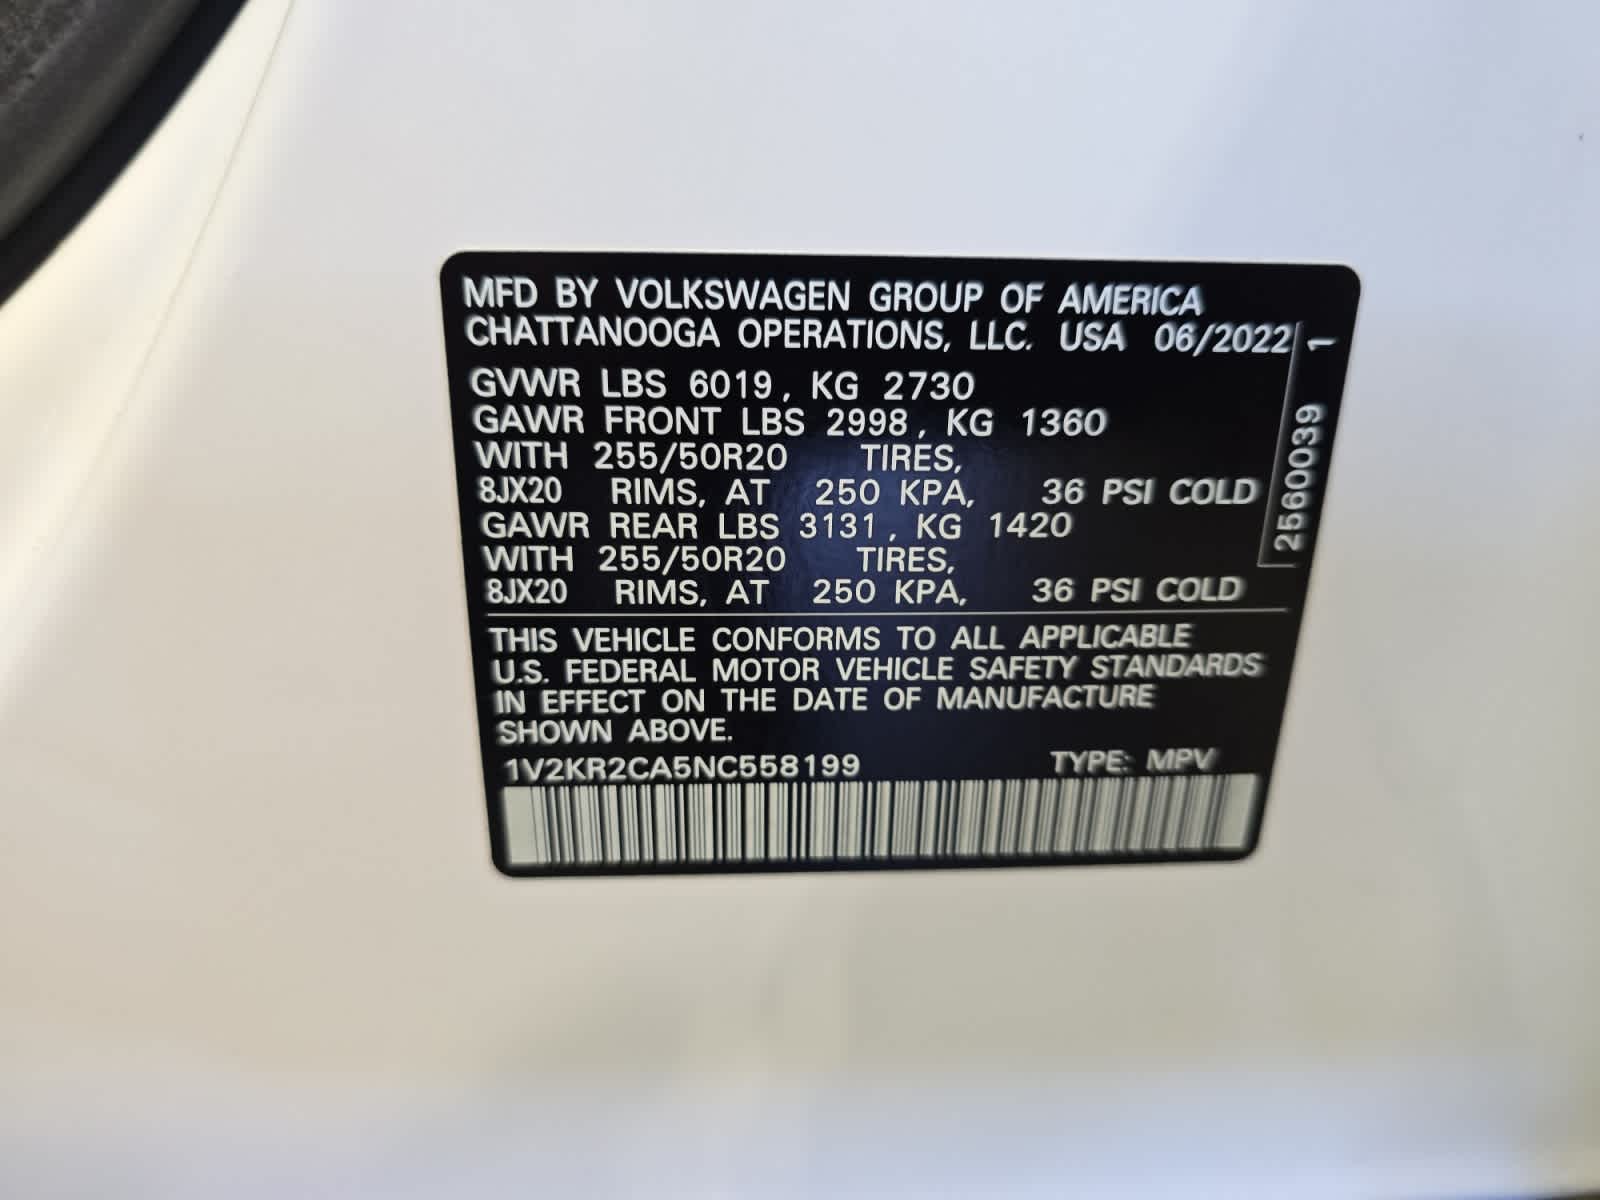 MFD BY VOLKSWAGEN GROUP OF AMERICA
CHATTANOOGA OPERATIONS, LLC. USA 06/2022
GVWR LBS 6019, KG 2730
GAWR FRONT LBS 2998, KG 1360
WITH 255/50R20 TIRES,
8JX20 RIMS, AT 250 KPA, 36 PSI COLD
GAWR REAR LBS 3131, KG 1420
WITH 255/50R20 TIRES,
8JX20 RIMS, AT 250 KPA, 36 PSI COLD
2560039 1
THIS VEHICLE CONFORMS TO ALL APPLICABLE
U.S. FEDERAL MOTOR VEHICLE SAFETY STANDARDS
IN EFFECT ON THE DATE OF MANUFACTURE
SHOWN ABOVE.
1V2KR2CA5NC558199 TYPE: MPV